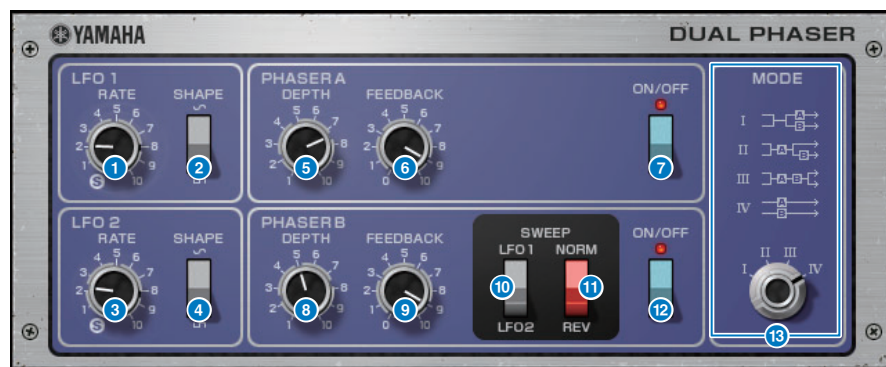 YAMAHA
DUAL PHASER
LFO 1
RATE
SHAPE
1 2 3 4 5 6 7 8 9 10
S
1
2
PHASER A
DEPTH
FEEDBACK
1 2 3 4 5 6 7 8 9 10
0 1 2 3 4 5 6 7 8 9 10
5
6
ON/OFF
7
LFO 2
RATE
SHAPE
1 2 3 4 5 6 7 8 9 10
S
3
4
PHASER B
DEPTH
FEEDBACK
1 2 3 4 5 6 7 8 9 10
0 1 2 3 4 5 6 7 8 9 10
8
9
SWEEP
LFO 1 NORM
10 11
LFO2 REV
ON/OFF
12
MODE
I A B
II A B
III A B
IV A B
I II III IV
13